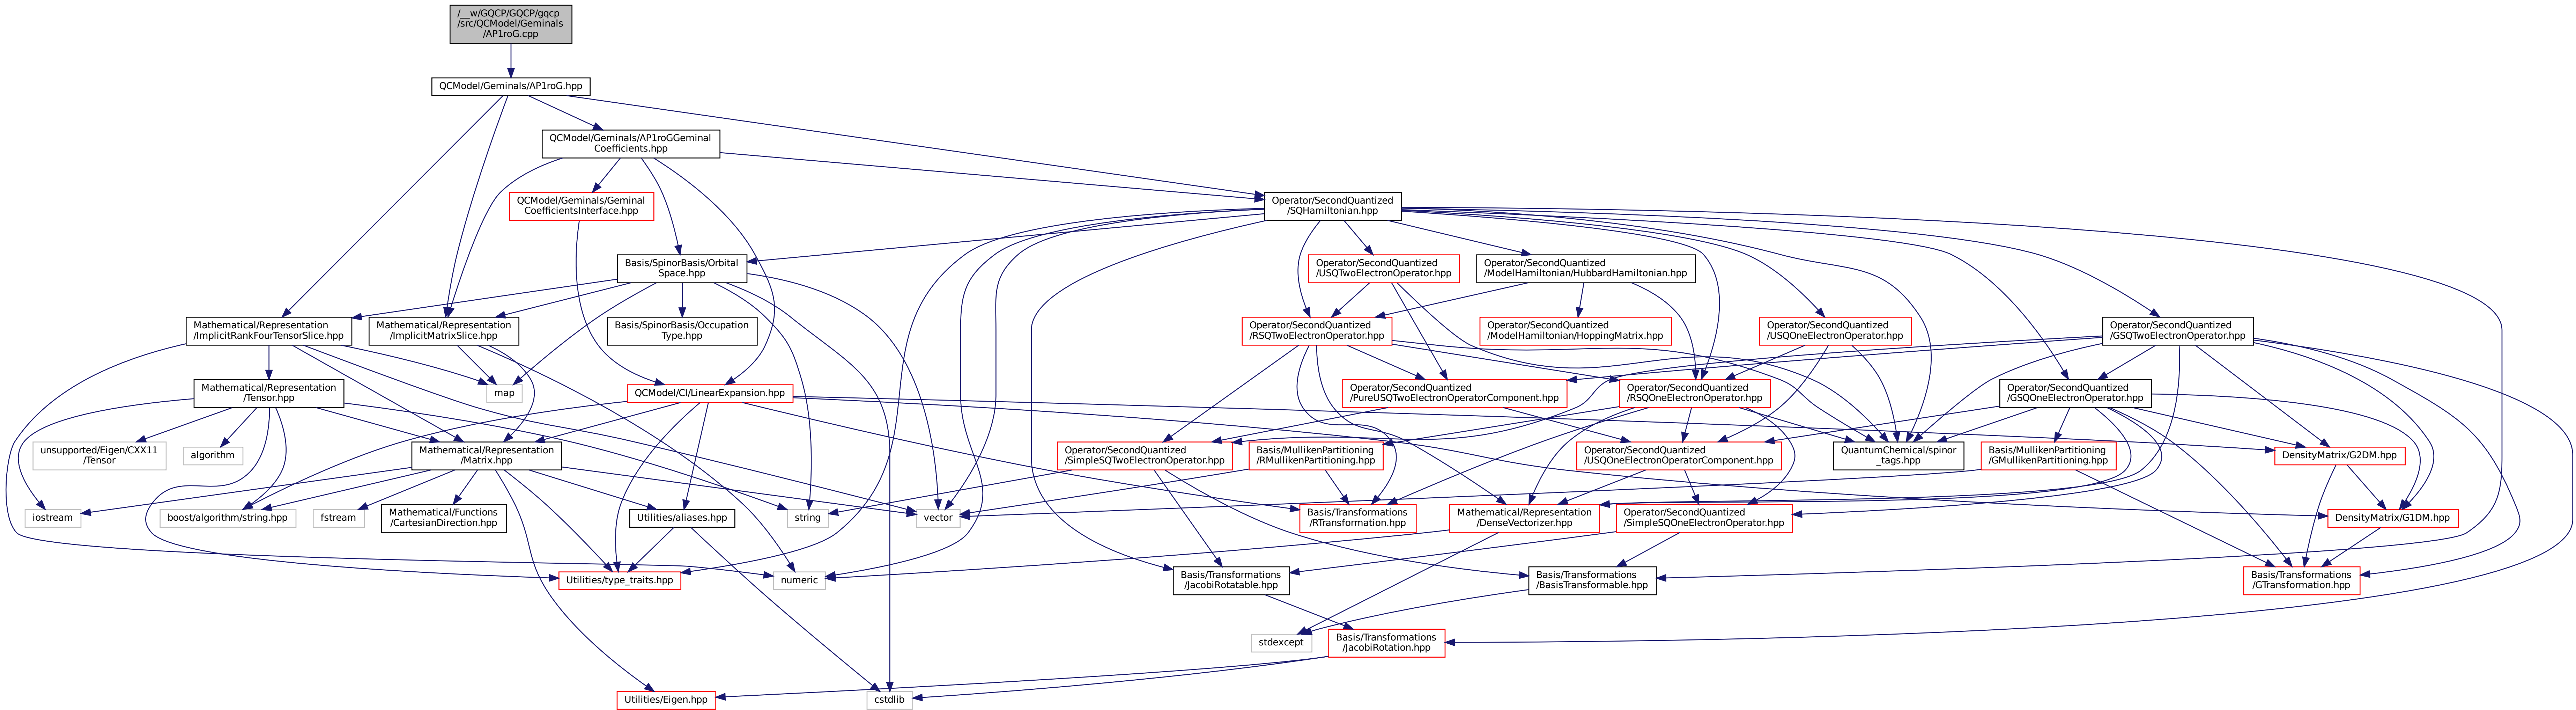 /__w/GQCP/GQCP/gqcp
/src/QCModel/Geminals
/AP1roG.cpp
QCModel/Geminals/AP1roG.hpp
QCModel/Geminals/AP1roGGeminal
Coefficients.hpp
QCModel/Geminals/Geminal
CoefficientsInterface.hpp
Operator/SecondQuantized
/SQHamiltonian.hpp
Basis/SpinorBasis/Orbital
Space.hpp
Operator/SecondQuantized
/USQTwoElectronOperator.hpp
Operator/SecondQuantized
/ModelHamiltonian/HubbardHamiltonian.hpp
Mathematical/Representation
/ImplicitRankFourTensorSlice.hpp
Mathematical/Representation
/ImplicitMatrixSlice.hpp
Basis/SpinorBasis/Occupation
Type.hpp
Operator/SecondQuantized
/RSQTwoElectronOperator.hpp
Operator/SecondQuantized
/ModelHamiltonian/HoppingMatrix.hpp
Operator/SecondQuantized
/USQOneElectronOperator.hpp
Operator/SecondQuantized
/GSQTwoElectronOperator.hpp
Mathematical/Representation
/Tensor.hpp
map
QCModel/CI/LinearExpansion.hpp
Operator/SecondQuantized
/PureUSQTwoElectronOperatorComponent.hpp
Operator/SecondQuantized
/RSQOneElectronOperator.hpp
Operator/SecondQuantized
/GSQOneElectronOperator.hpp
unsupported/Eigen/CXX11
/Tensor
algorithm
Mathematical/Representation
/Matrix.hpp
Operator/SecondQuantized
/SimpleSQTwoElectronOperator.hpp
Basis/MullikenPartitioning
/RMullikenPartitioning.hpp
Operator/SecondQuantized
/USQOneElectronOperatorComponent.hpp
QuantumChemical/spinor
_tags.hpp
Basis/MullikenPartitioning
/GMullikenPartitioning.hpp
DensityMatrix/G2DM.hpp
iostream
boost/algorithm/string.hpp
fstream
Mathematical/Functions
/CartesianDirection.hpp
Utilities/aliases.hpp
string
vector
Basis/Transformations
/RTransformation.hpp
Mathematical/Representation
/DenseVectorizer.hpp
Operator/SecondQuantized
/SimpleSQOneElectronOperator.hpp
DensityMatrix/G1DM.hpp
Utilities/type_traits.hpp
numeric
Basis/Transformations
/JacobiRotatable.hpp
Basis/Transformations
/BasisTransformable.hpp
Basis/Transformations
/GTransformation.hpp
stdexcept
Basis/Transformations
/JacobiRotation.hpp
Utilities/Eigen.hpp
cstdlib